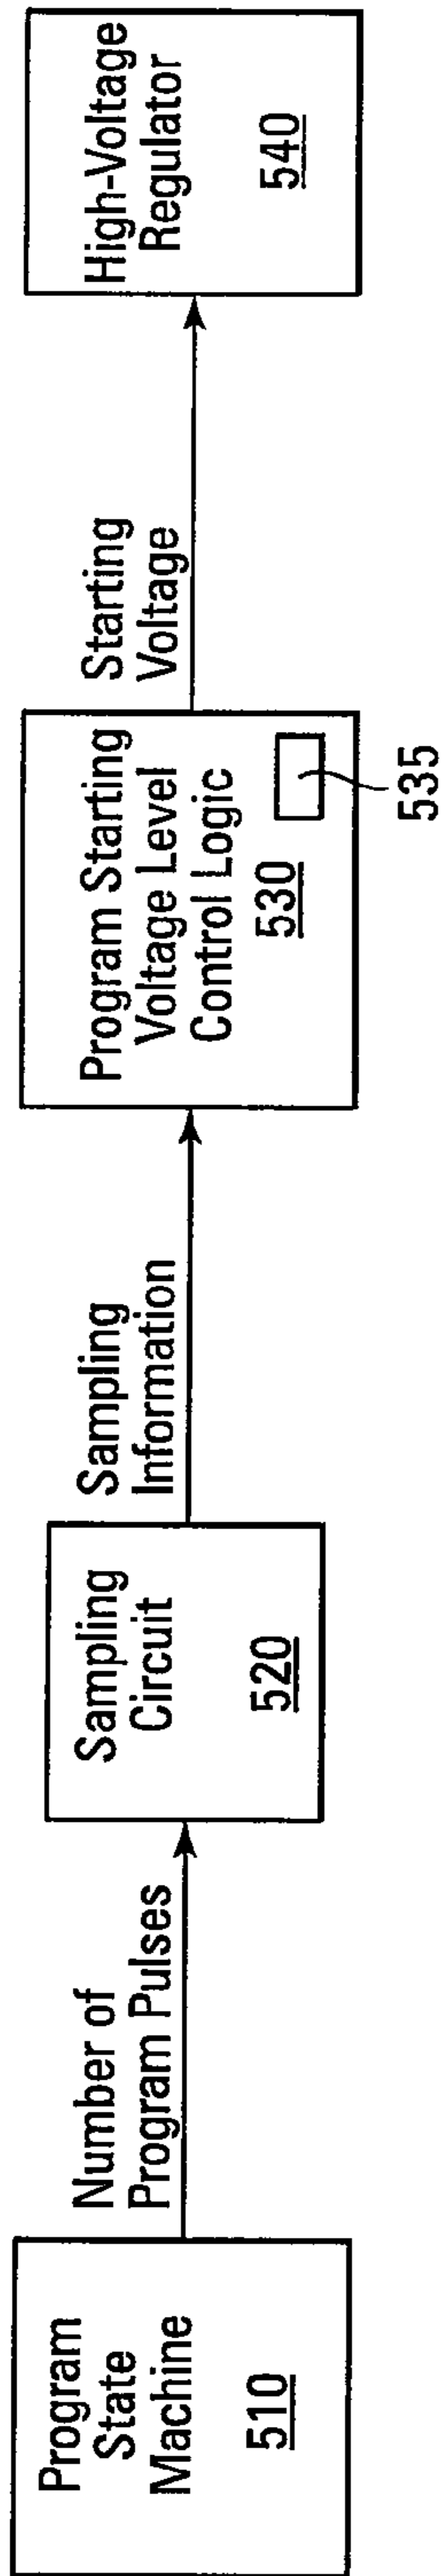 Program
State
Machine
510
Number of
Program Pulses
Sampling
Circuit
520
Sampling
Information
Program Starting
Voltage Level
Control Logic
530
535
Starting
Voltage
High-Voltage
Regulator
540